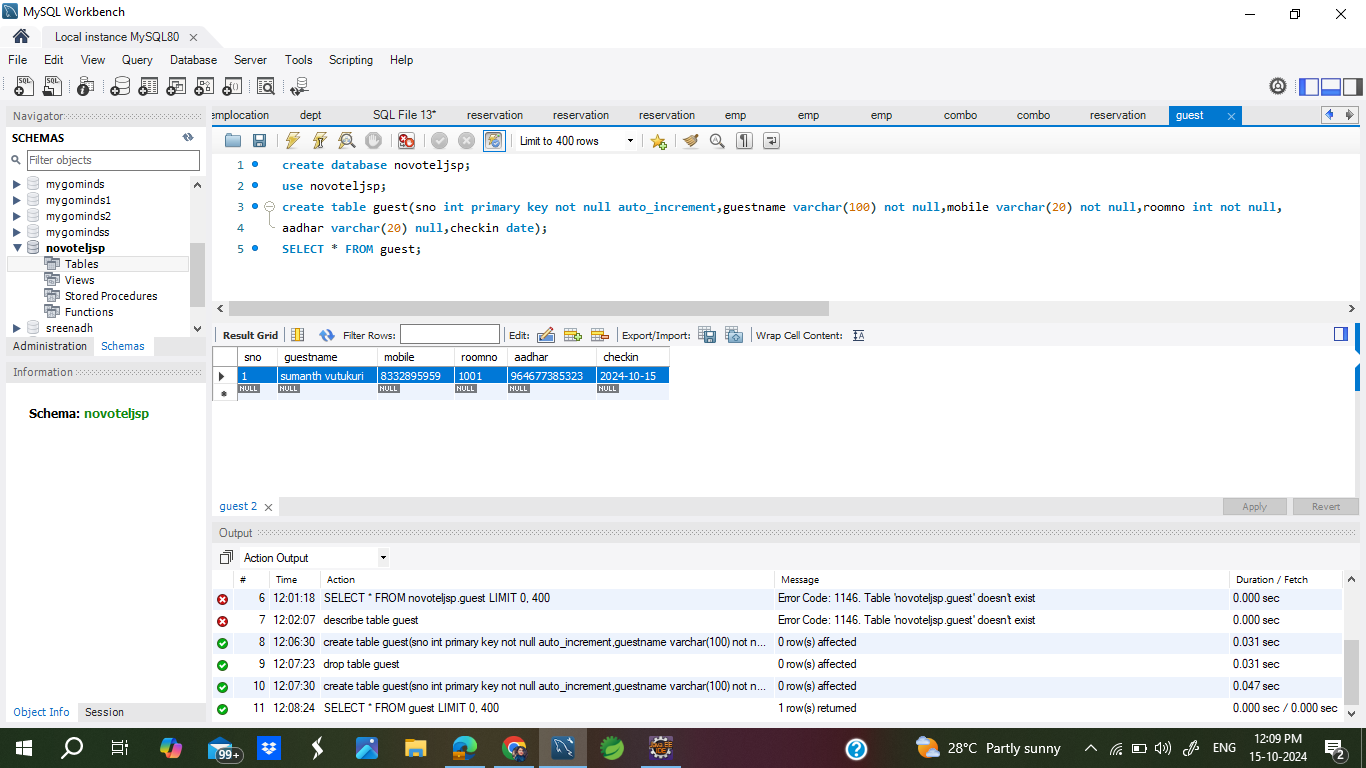 MySQL Workbench
Local instance MySQL80
File Edit View Query Database Server Tools Scripting Help
Navigator
SCHEMAS
Filter objects
mygominds
mygominds1
mygominds2
mygomindss
novoteljsp
Tables
Views
Stored Procedures
Functions
sreenadh
Administration Schemas
Information
Schema: novoteljsp
Object Info Session
emplocation dept SQL File 13* reservation reservation reservation emp emp emp combo combo reservation guest
Limit to 400 rows
1 create database novoteljsp;
2 use novoteljsp;
3 create table guest(sno int primary key not null auto_increment,guestname varchar(100) not null,mobile varchar(20) not null,roomno int not null,
4 aadhar varchar(20) null,checkin date);
5 SELECT * FROM guest;
Result Grid Filter Rows: Edit: Export/Import: Wrap Cell Content:
sno guestname mobile roomno aadhar checkin
1 sumanth vutukuri 8332895959 1001 964677385323 2024-10-15
NULL NULL NULL NULL NULL NULL
guest 2
Apply Revert
Output
Action Output
# Time Action Message Duration / Fetch
6 12:01:18 SELECT * FROM novoteljsp.guest LIMIT 0, 400 Error Code: 1146. Table 'novoteljsp.guest' doesn't exist 0.000 sec
7 12:02:07 describe table guest Error Code: 1146. Table 'novoteljsp.guest' doesn't exist 0.000 sec
8 12:06:30 create table guest(sno int primary key not null auto_increment,guestname varchar(100) not n... 0 row(s) affected 0.031 sec
9 12:07:23 drop table guest 0 row(s) affected 0.031 sec
10 12:07:30 create table guest(sno int primary key not null auto_increment,guestname varchar(100) not n... 0 row(s) affected 0.047 sec
11 12:08:24 SELECT * FROM guest LIMIT 0, 400 1 row(s) returned 0.000 sec / 0.000 sec
99+
28°C Partly sunny
ENG
12:09 PM
15-10-2024
2